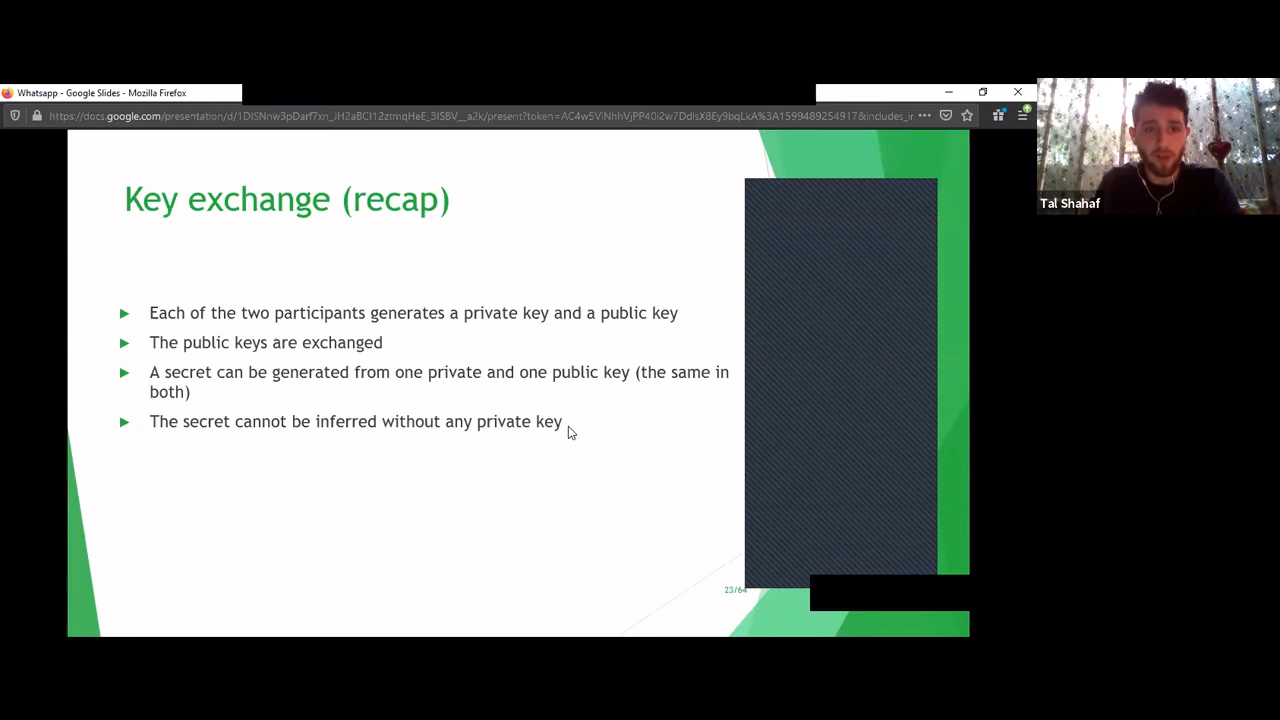 Whatsapp - Google Slides - Mozilla Firefox
Tal Shahaf
Key exchange (recap)
Each of the two participants generates a private key and a public key
The public keys are exchanged
A secret can be generated from one private and one public key (the same in
both)
The secret cannot be inferred without any private key
23/64